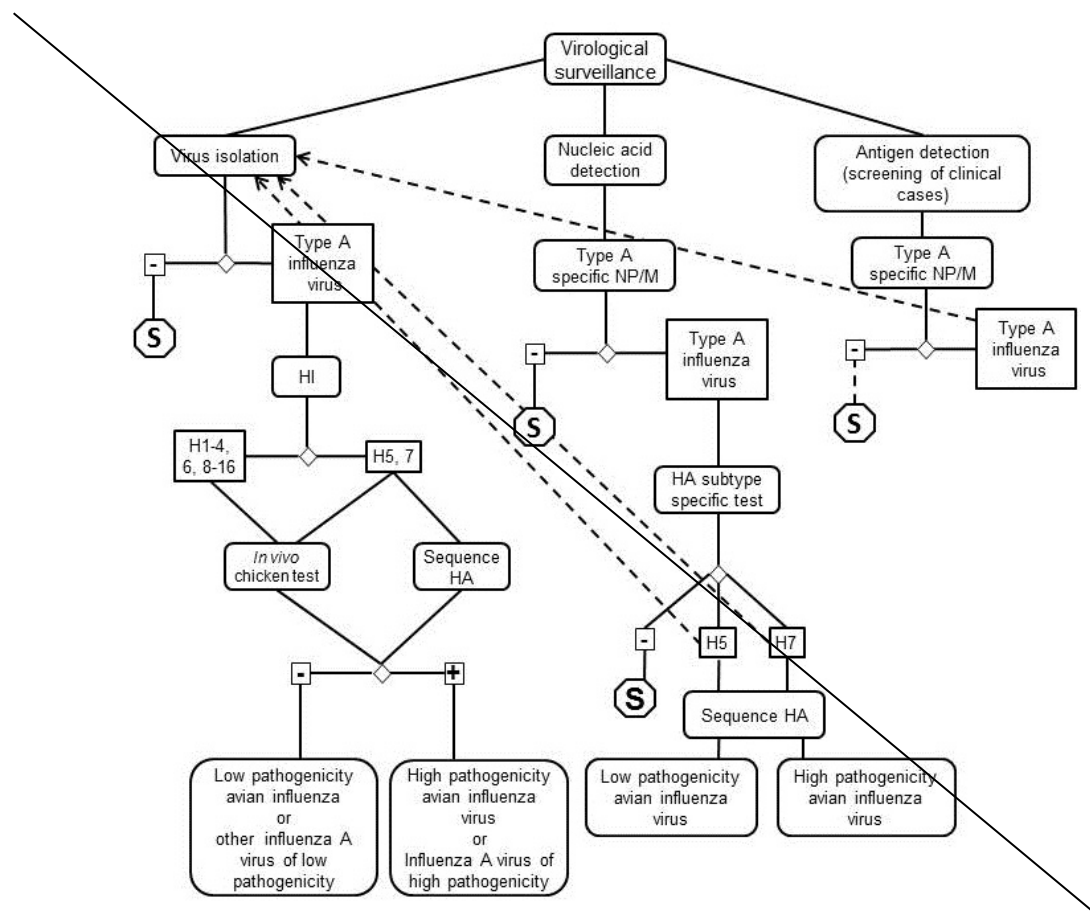 Virological
surveillance
Virus isolation
Nucleic acid
detection
Antigen detection
(screening of clinical
cases)
Type A
influenza
virus
Type A
specific NP/M
Type A
specific NP/M
-
S
HI
-
S
Type A
influenza
virus
-
S
Type A
influenza
virus
H1-4,
6, 8-16
H5, 7
HA subtype
specific test
In vivo
chicken test
Sequence
HA
-
S
H5
H7
-
+
Sequence HA
Low pathogenicity
avian influenza
or
other influenza A
virus of low
pathogenicity
High pathogenicity
avian influenza
virus
or
Influenza A virus of
high pathogenicity
Low pathogenicity
avian influenza
virus
High pathogenicity
avian influenza
virus